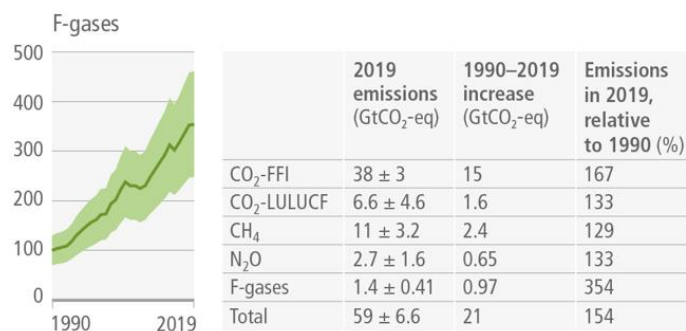 F-gases
500
400
300
200
100
0
1990 2019
2019 emissions (GtCO₂-eq) 1990–2019 increase (GtCO₂-eq) Emissions in 2019, relative to 1990 (%)
CO₂-FFI 38 ± 3 15 167
CO₂-LULUCF 6.6 ± 4.6 1.6 133
CH₄ 11 ± 3.2 2.4 129
N₂O 2.7 ± 1.6 0.65 133
F-gases 1.4 ± 0.41 0.97 354
Total 59 ± 6.6 21 154